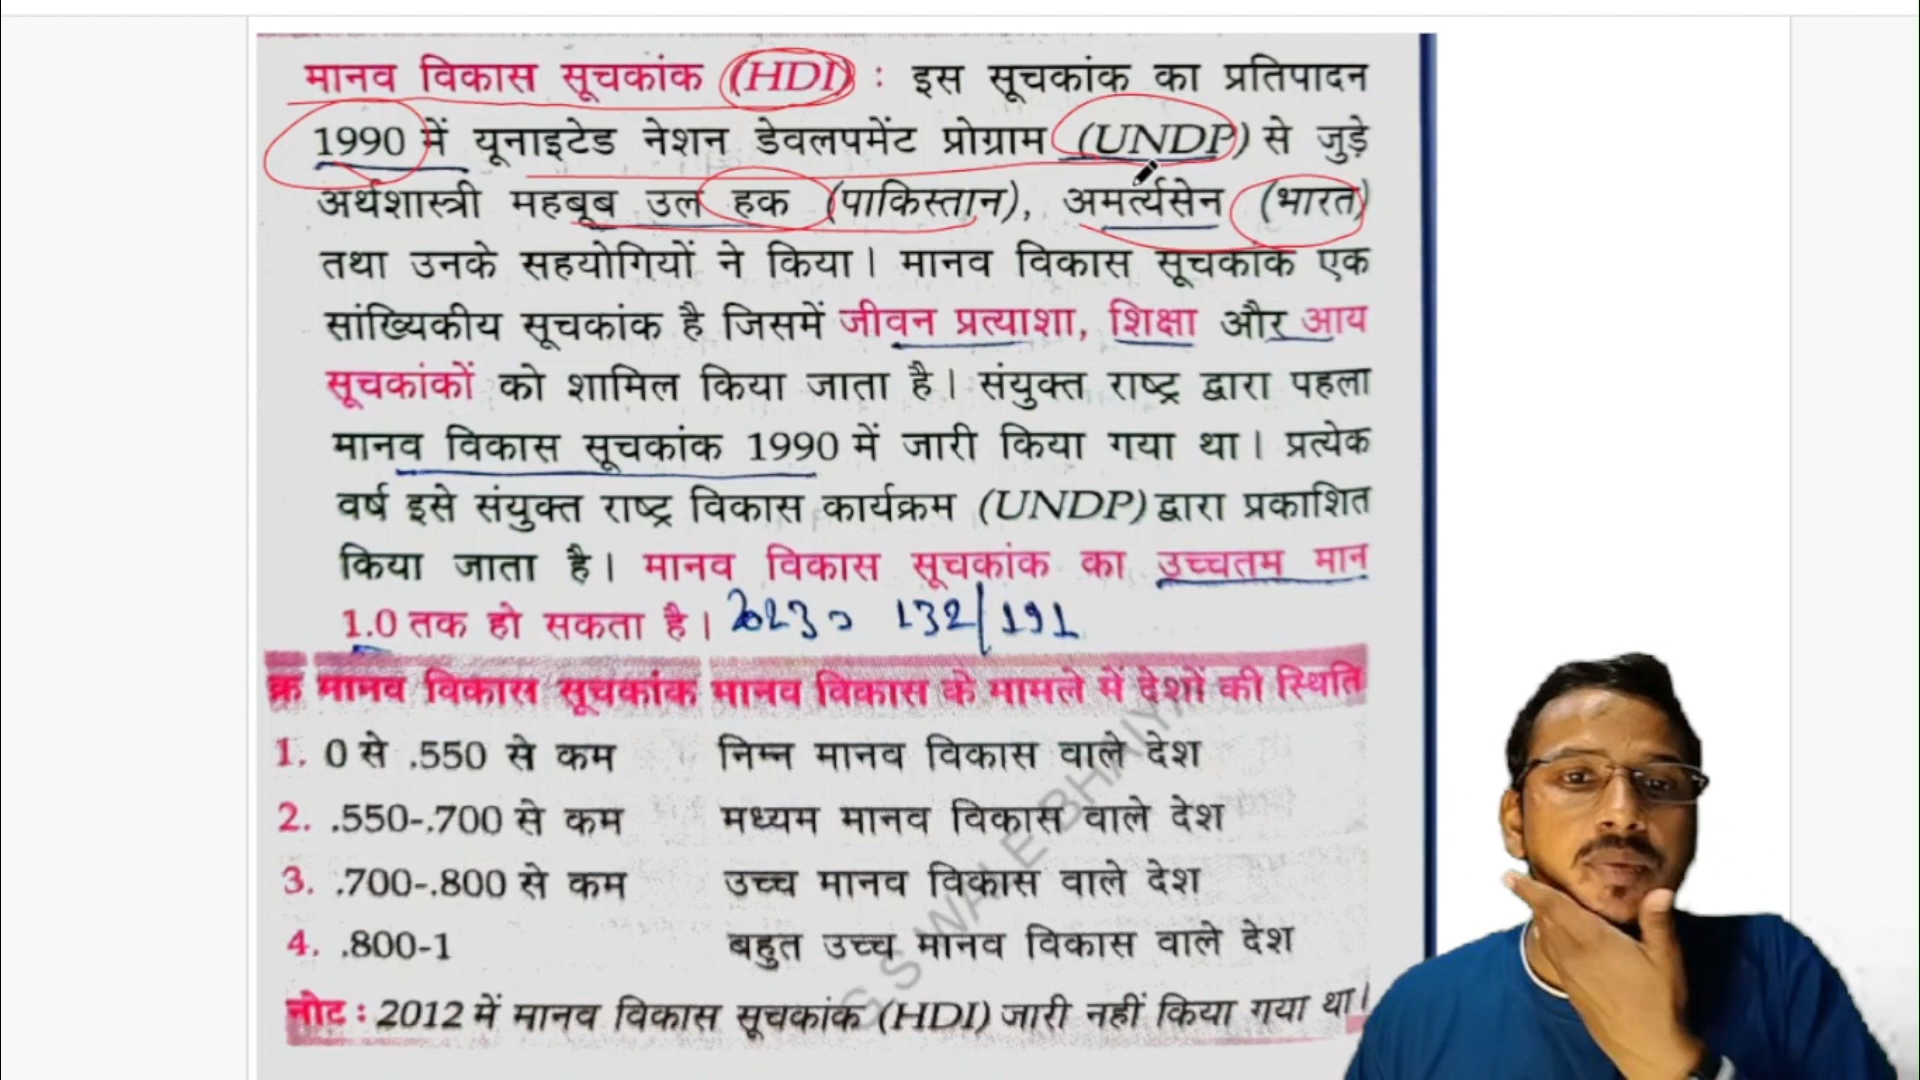 मानव विकास सूचकांक (HDI) : इस सूचकांक का प्रतिपादन
1990 में यूनाइटेड नेशन डेवलपमेंट प्रोग्राम (UNDP) से जुड़े
अर्थशास्त्री महबूब उल हक (पाकिस्तान), अमर्त्यसेन (भारत)
तथा उनके सहयोगियों ने किया। मानव विकास सूचकांक एक
सांख्यिकीय सूचकांक है जिसमें जीवन प्रत्याशा, शिक्षा और आय
सूचकांकों को शामिल किया जाता है। संयुक्त राष्ट्र द्वारा पहला
मानव विकास सूचकांक 1990 में जारी किया गया था। प्रत्येक
वर्ष इसे संयुक्त राष्ट्र विकास कार्यक्रम (UNDP) द्वारा प्रकाशित
किया जाता है। मानव विकास सूचकांक का उच्चतम मान
1.0 तक हो सकता है। 2023 132/191
क्र मानव विकास सूचकांक मानव विकास के मामले में देशों की स्थिति
1. 0 से .550 से कम निम्न मानव विकास वाले देश
2. .550-.700 से कम मध्यम मानव विकास वाले देश
3. .700-.800 से कम उच्च मानव विकास वाले देश
4. .800-1 बहुत उच्च मानव विकास वाले देश
नोट : 2012 में मानव विकास सूचकांक (HDI) जारी नहीं किया गया था।
GS WALE BHAIYA